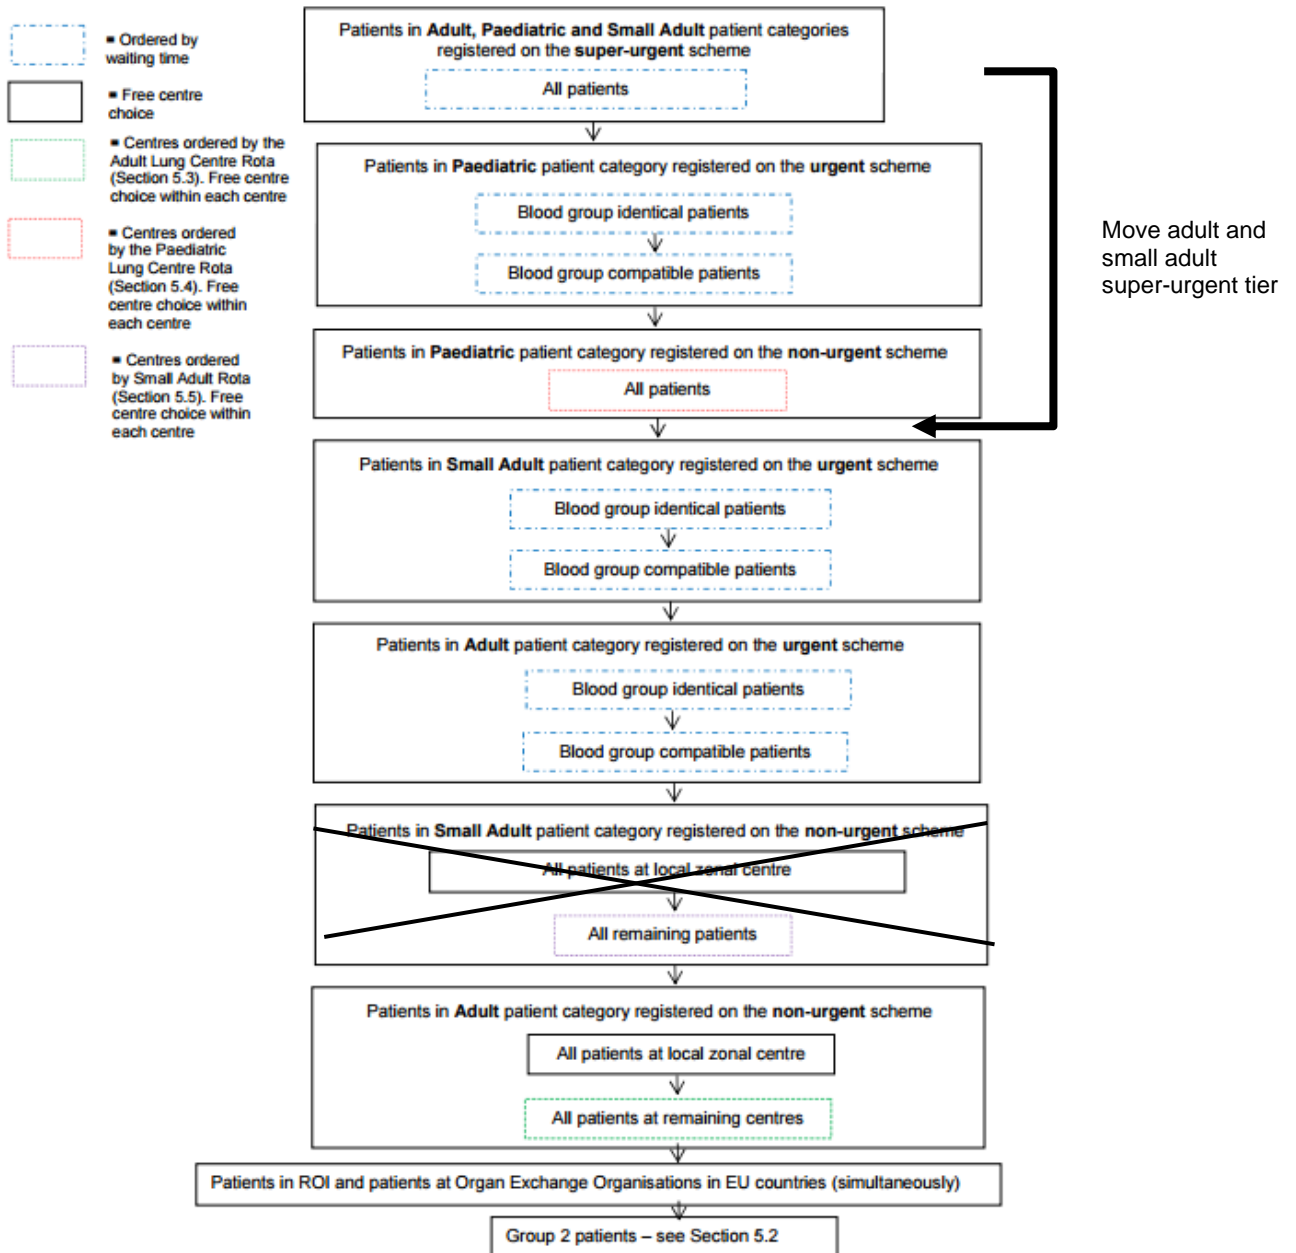 = Ordered by
waiting time
= Free centre
choice
= Centres ordered by the
Adult Lung Centre Rota
(Section 5.3). Free centre
choice within each centre
= Centres ordered
by the Paediatric
Lung Centre Rota
(Section 5.4). Free
centre choice within
each centre
= Centres ordered
by Small Adult Rota
(Section 5.5). Free
centre choice within
each centre
Patients in Adult, Paediatric and Small Adult patient categories
registered on the super-urgent scheme
All patients
Patients in Paediatric patient category registered on the urgent scheme
Blood group identical patients
Blood group compatible patients
Patients in Paediatric patient category registered on the non-urgent scheme
All patients
Move adult and
small adult
super-urgent tier
Patients in Small Adult patient category registered on the urgent scheme
Blood group identical patients
Blood group compatible patients
Patients in Adult patient category registered on the urgent scheme
Blood group identical patients
Blood group compatible patients
Patients in Small Adult patient category registered on the non-urgent scheme
All patients at local zonal centre
All remaining patients
Patients in Adult patient category registered on the non-urgent scheme
All patients at local zonal centre
All patients at remaining centres
Patients in ROI and patients at Organ Exchange Organisations in EU countries (simultaneously)
Group 2 patients – see Section 5.2